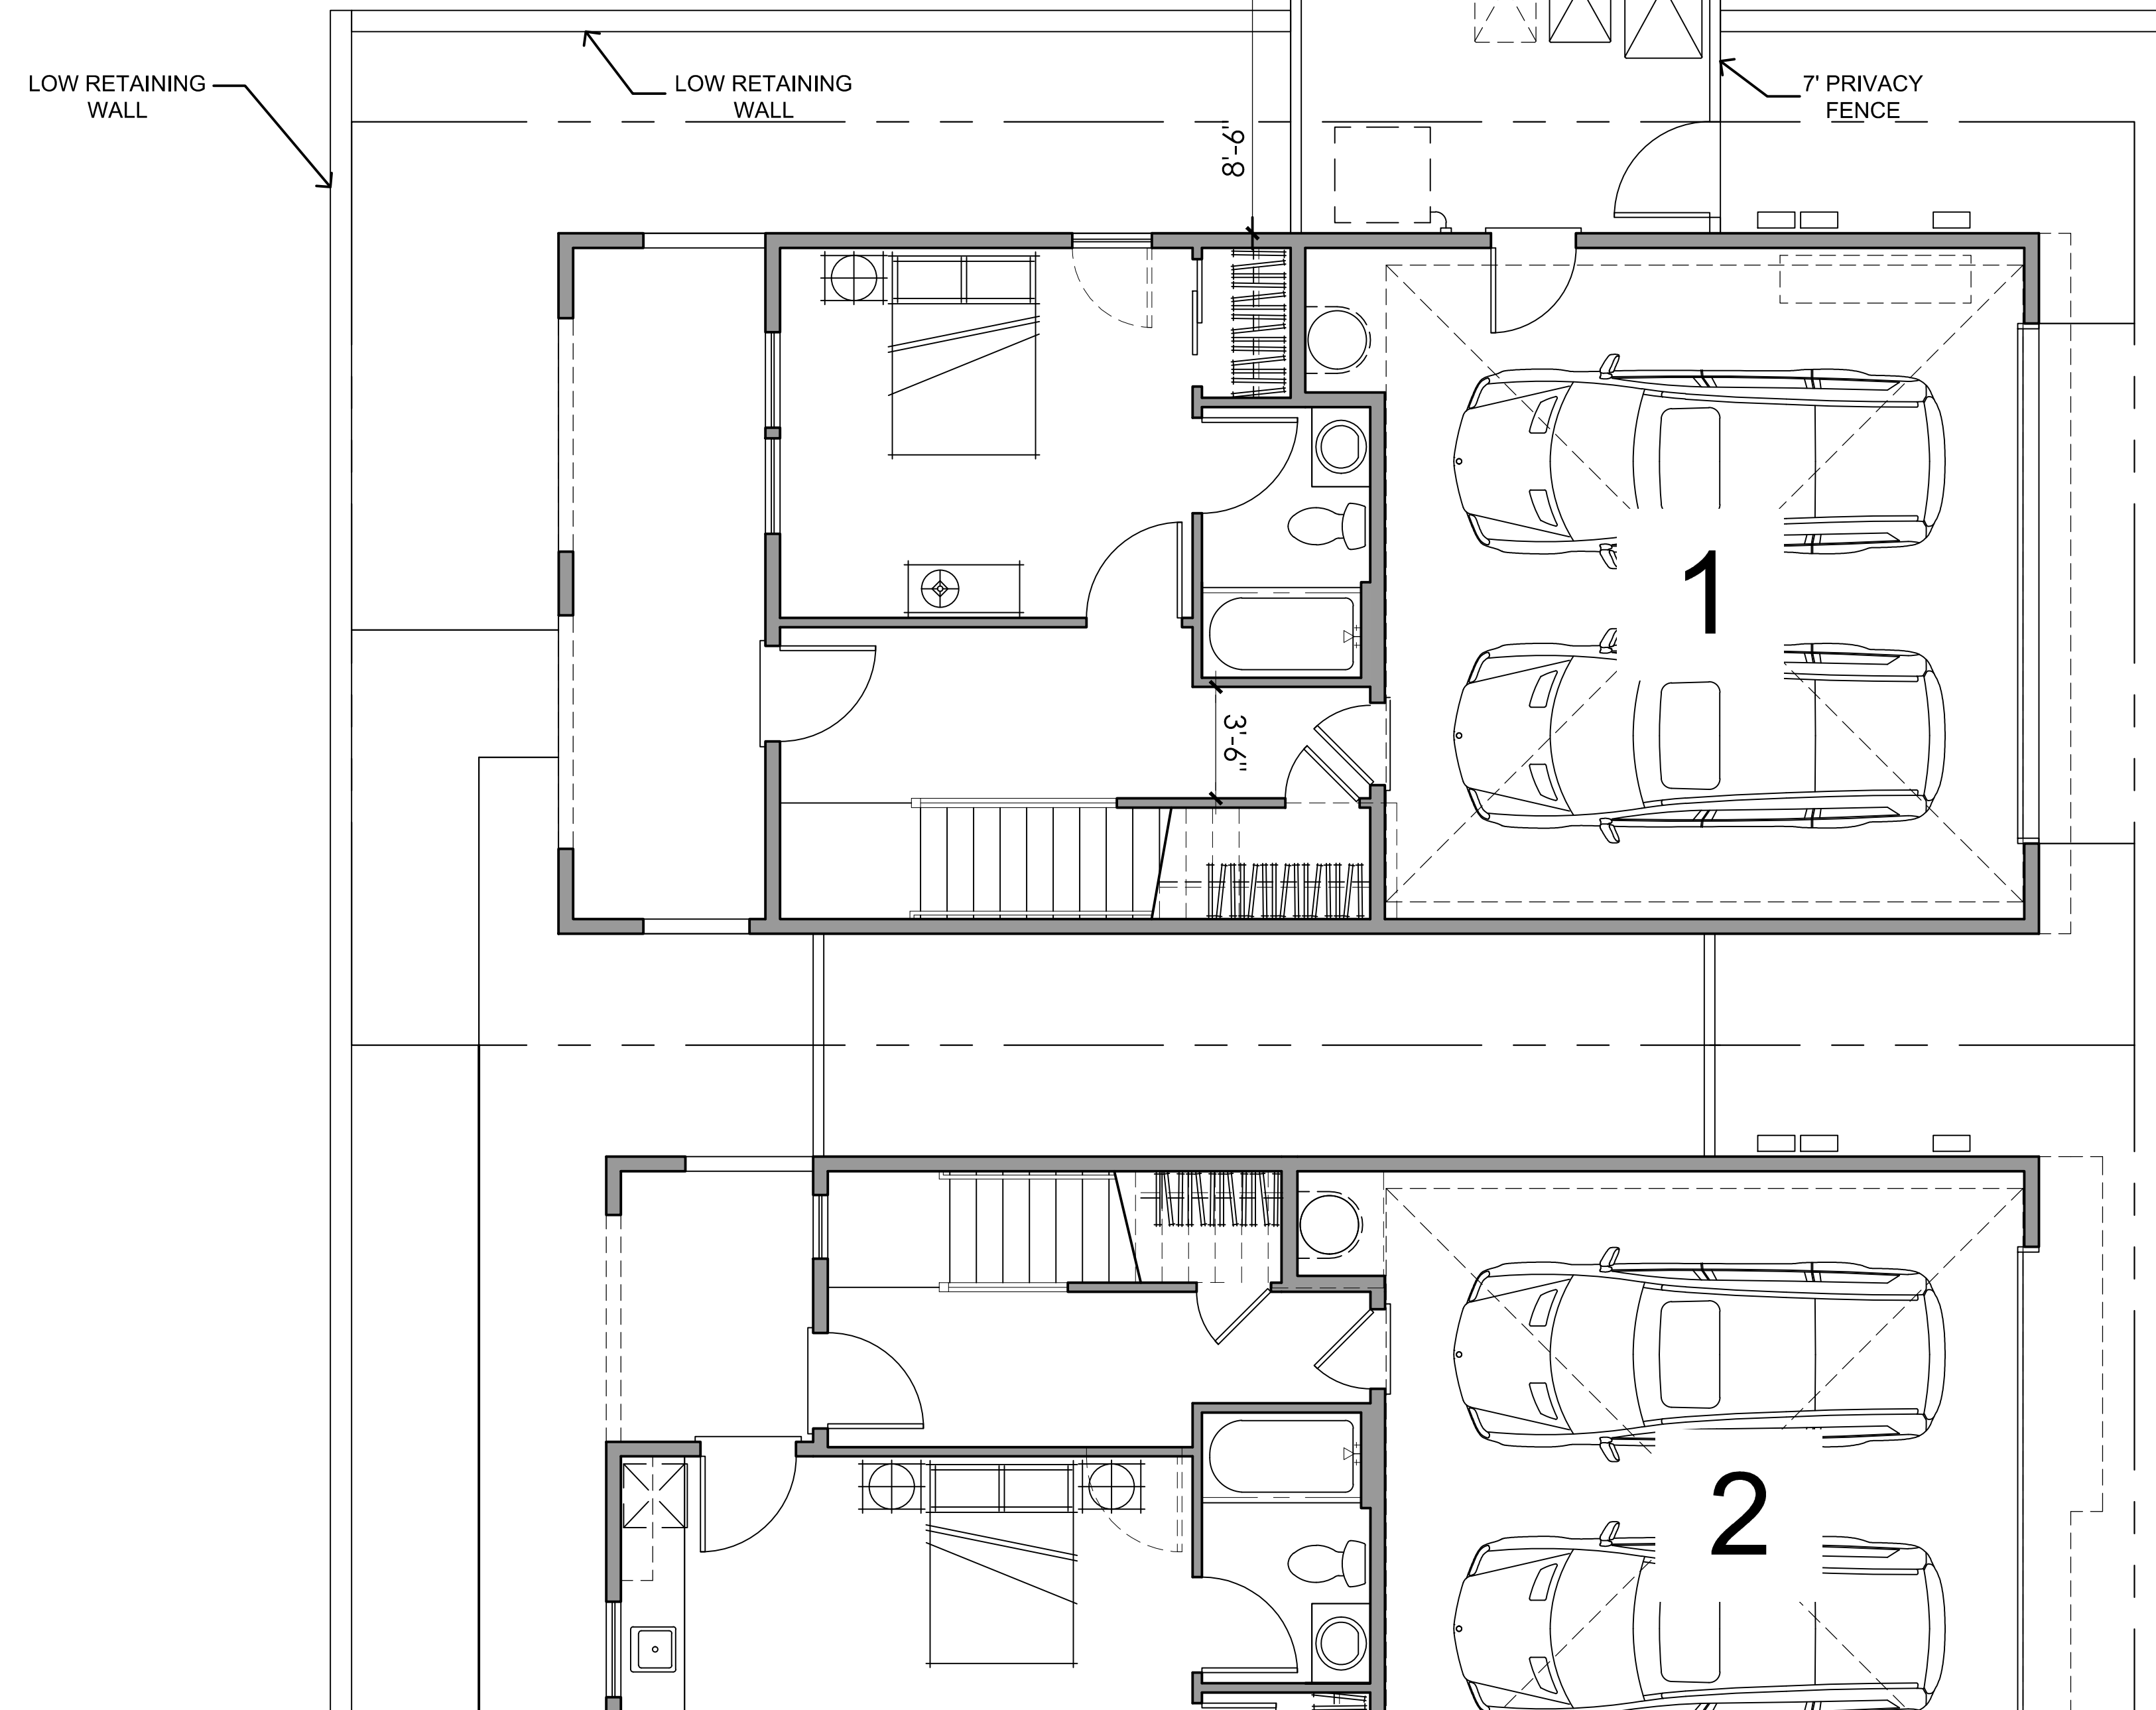 LOW RETAINING
WALL
LOW RETAINING
WALL
7' PRIVACY
FENCE
8'-6"
1
3'-6"
2